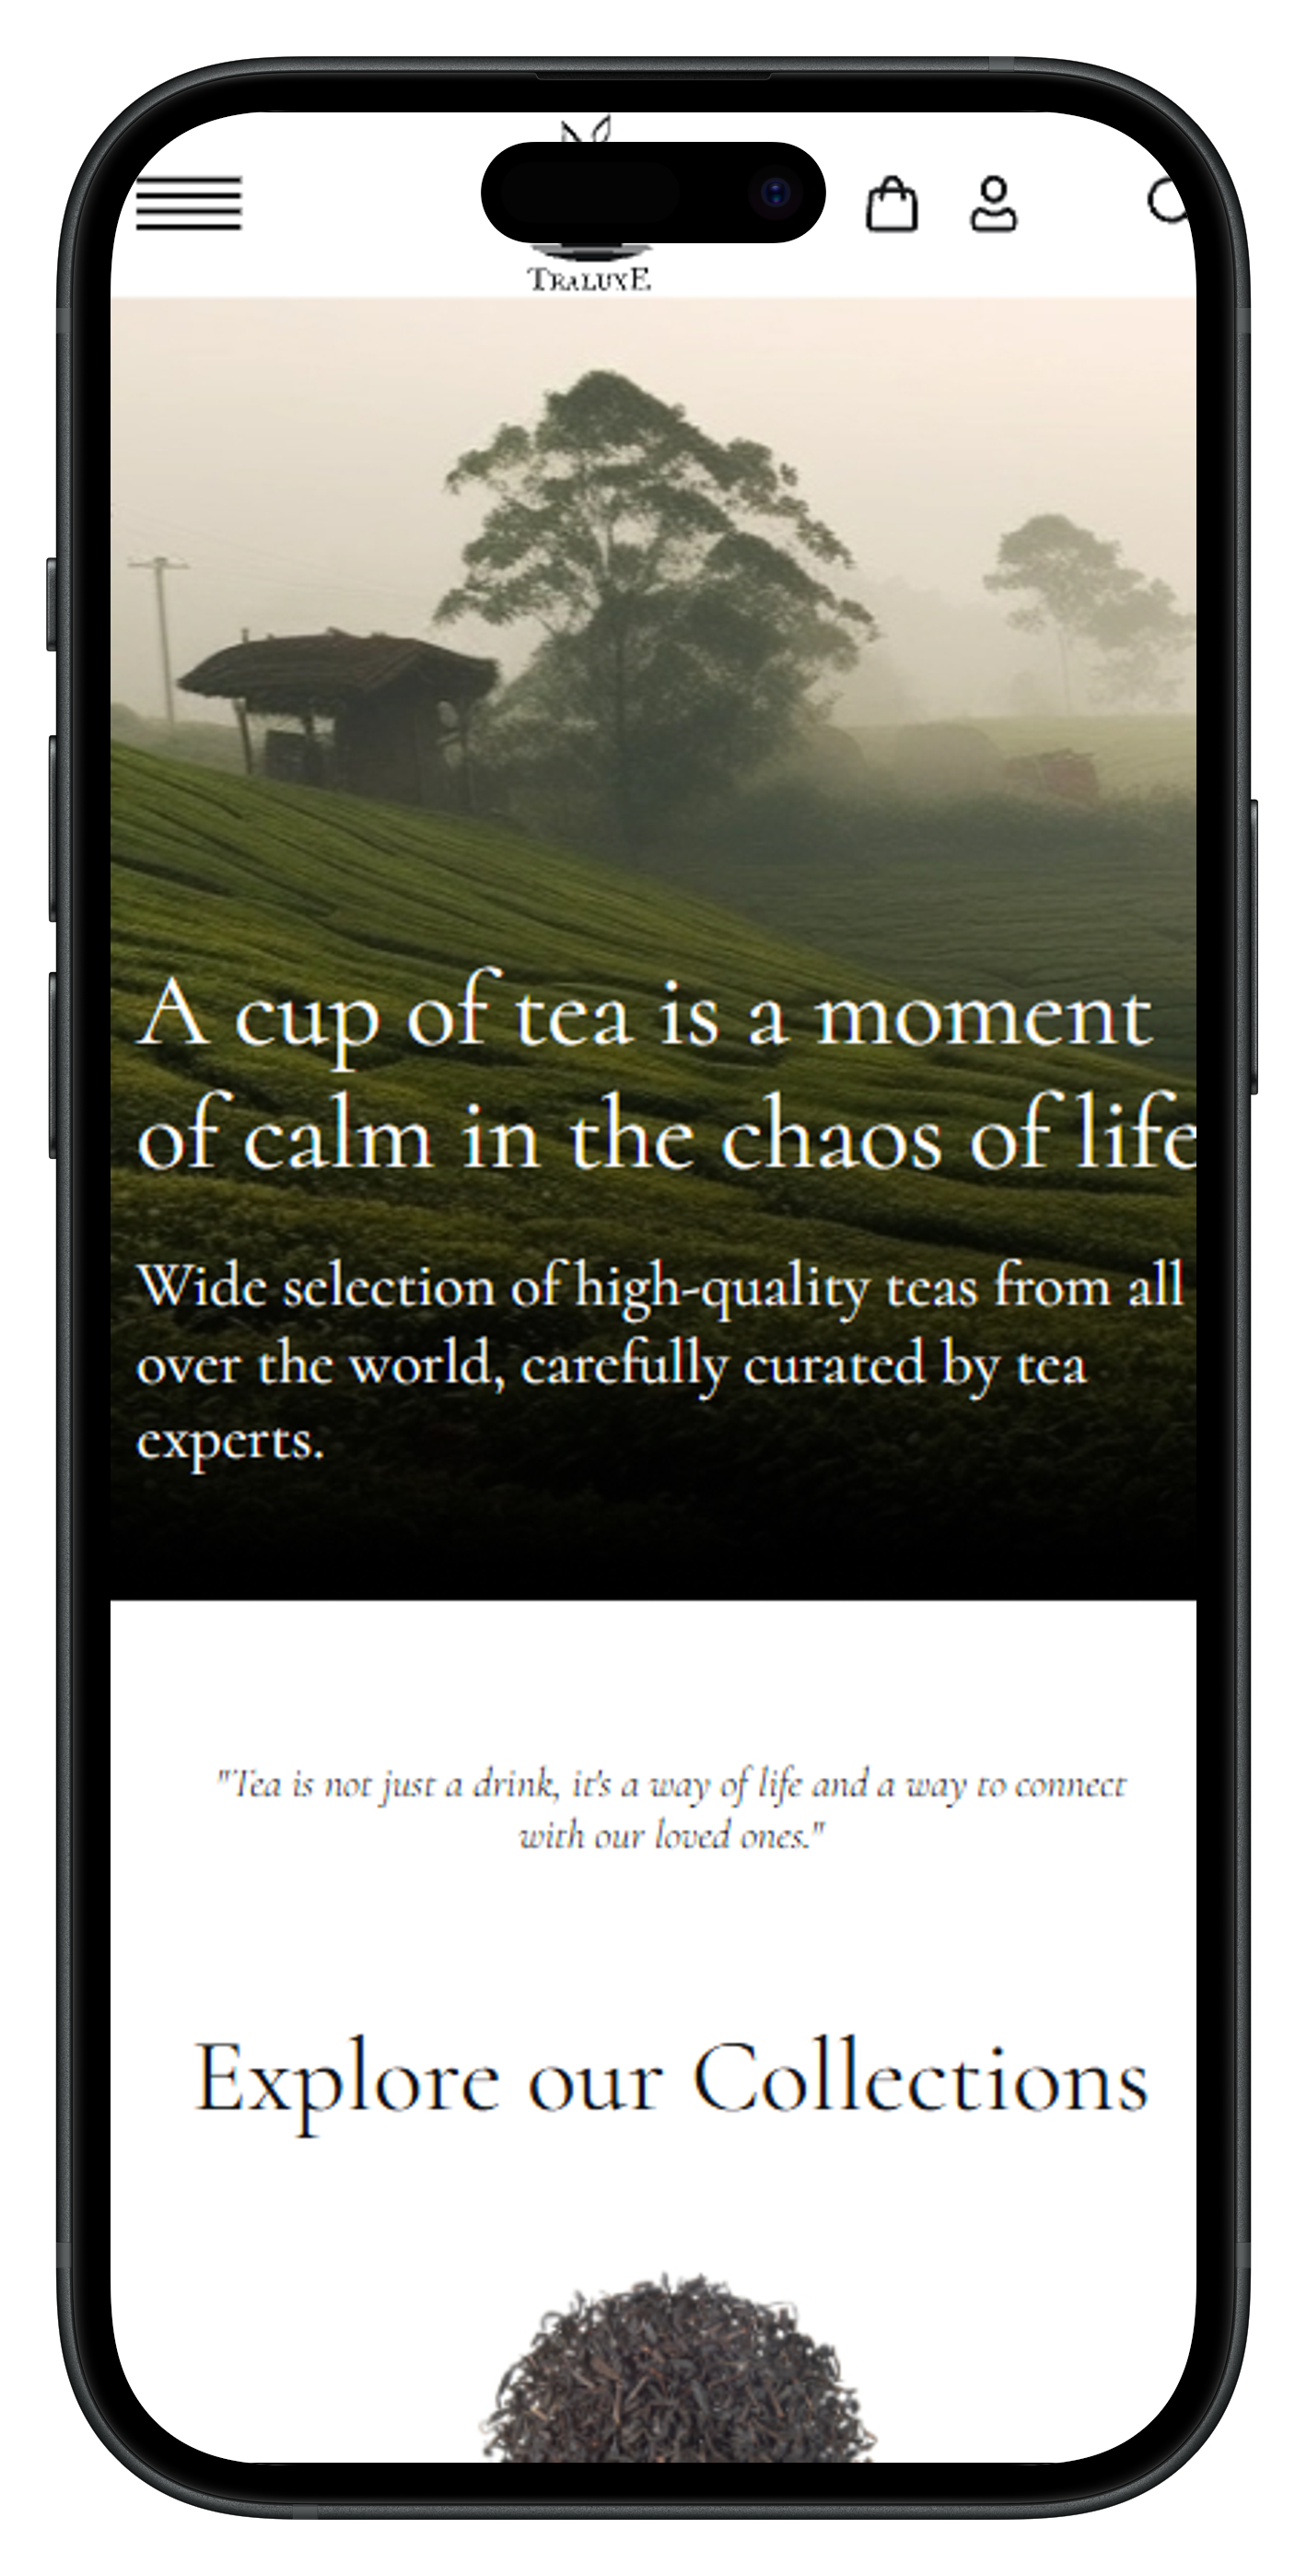 TRALUXE
A cup of tea is a moment
of calm in the chaos of life
Wide selection of high-quality teas from all
over the world, carefully curated by tea
experts.
"Tea is not just a drink, it's a way of life and a way to connect
with our loved ones."
Explore our Collections